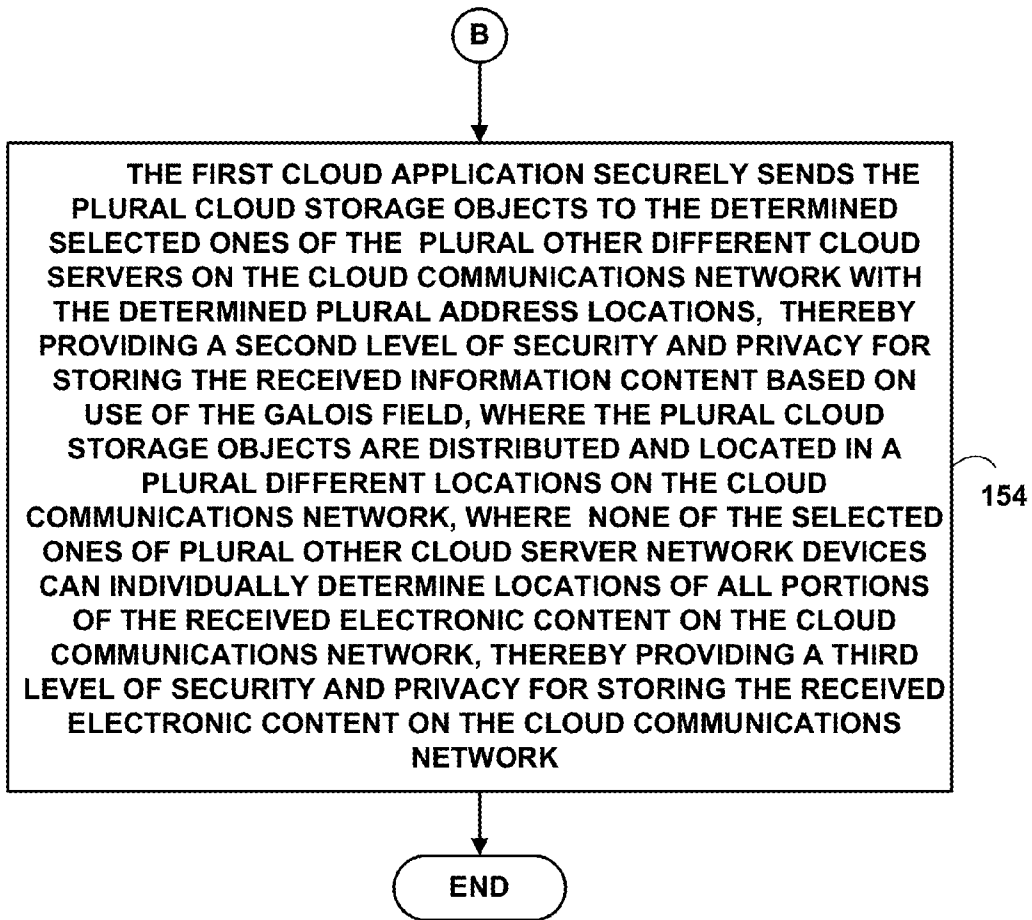 B
THE FIRST CLOUD APPLICATION SECURELY SENDS THE
PLURAL CLOUD STORAGE OBJECTS TO THE DETERMINED
SELECTED ONES OF THE PLURAL OTHER DIFFERENT CLOUD
SERVERS ON THE CLOUD COMMUNICATIONS NETWORK WITH
THE DETERMINED PLURAL ADDRESS LOCATIONS, THEREBY
PROVIDING A SECOND LEVEL OF SECURITY AND PRIVACY FOR
STORING THE RECEIVED INFORMATION CONTENT BASED ON
USE OF THE GALOIS FIELD, WHERE THE PLURAL CLOUD
STORAGE OBJECTS ARE DISTRIBUTED AND LOCATED IN A
PLURAL DIFFERENT LOCATIONS ON THE CLOUD
COMMUNICATIONS NETWORK, WHERE NONE OF THE SELECTED
ONES OF PLURAL OTHER CLOUD SERVER NETWORK DEVICES
CAN INDIVIDUALLY DETERMINE LOCATIONS OF ALL PORTIONS
OF THE RECEIVED ELECTRONIC CONTENT ON THE CLOUD
COMMUNICATIONS NETWORK, THEREBY PROVIDING A THIRD
LEVEL OF SECURITY AND PRIVACY FOR STORING THE RECEIVED
ELECTRONIC CONTENT ON THE CLOUD COMMUNICATIONS
NETWORK
154
END